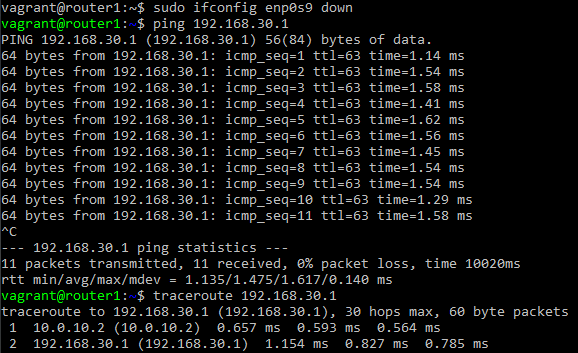 vagrant@router1:~$ sudo ifconfig enp0s9 down
vagrant@router1:~$ ping 192.168.30.1
PING 192.168.30.1 (192.168.30.1) 56(84) bytes of data.
64 bytes from 192.168.30.1: icmp_seq=1 ttl=63 time=1.14 ms
64 bytes from 192.168.30.1: icmp_seq=2 ttl=63 time=1.54 ms
64 bytes from 192.168.30.1: icmp_seq=3 ttl=63 time=1.58 ms
64 bytes from 192.168.30.1: icmp_seq=4 ttl=63 time=1.41 ms
64 bytes from 192.168.30.1: icmp_seq=5 ttl=63 time=1.62 ms
64 bytes from 192.168.30.1: icmp_seq=6 ttl=63 time=1.56 ms
64 bytes from 192.168.30.1: icmp_seq=7 ttl=63 time=1.45 ms
64 bytes from 192.168.30.1: icmp_seq=8 ttl=63 time=1.54 ms
64 bytes from 192.168.30.1: icmp_seq=9 ttl=63 time=1.54 ms
64 bytes from 192.168.30.1: icmp_seq=10 ttl=63 time=1.29 ms
64 bytes from 192.168.30.1: icmp_seq=11 ttl=63 time=1.58 ms
^C
--- 192.168.30.1 ping statistics ---
11 packets transmitted, 11 received, 0% packet loss, time 10020ms
rtt min/avg/max/mdev = 1.135/1.475/1.617/0.140 ms
vagrant@router1:~$ traceroute 192.168.30.1
traceroute to 192.168.30.1 (192.168.30.1), 30 hops max, 60 byte packets
 1  10.0.10.2 (10.0.10.2)  0.657 ms  0.593 ms  0.564 ms
 2  192.168.30.1 (192.168.30.1)  1.154 ms  0.827 ms  0.785 ms